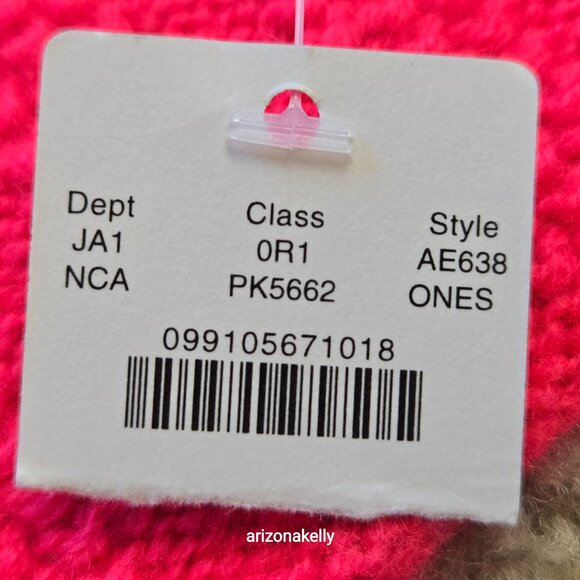 Dept Class Style
JA1 0R1 AE638
NCA PK5662 ONES
099105671018
arizonakelly